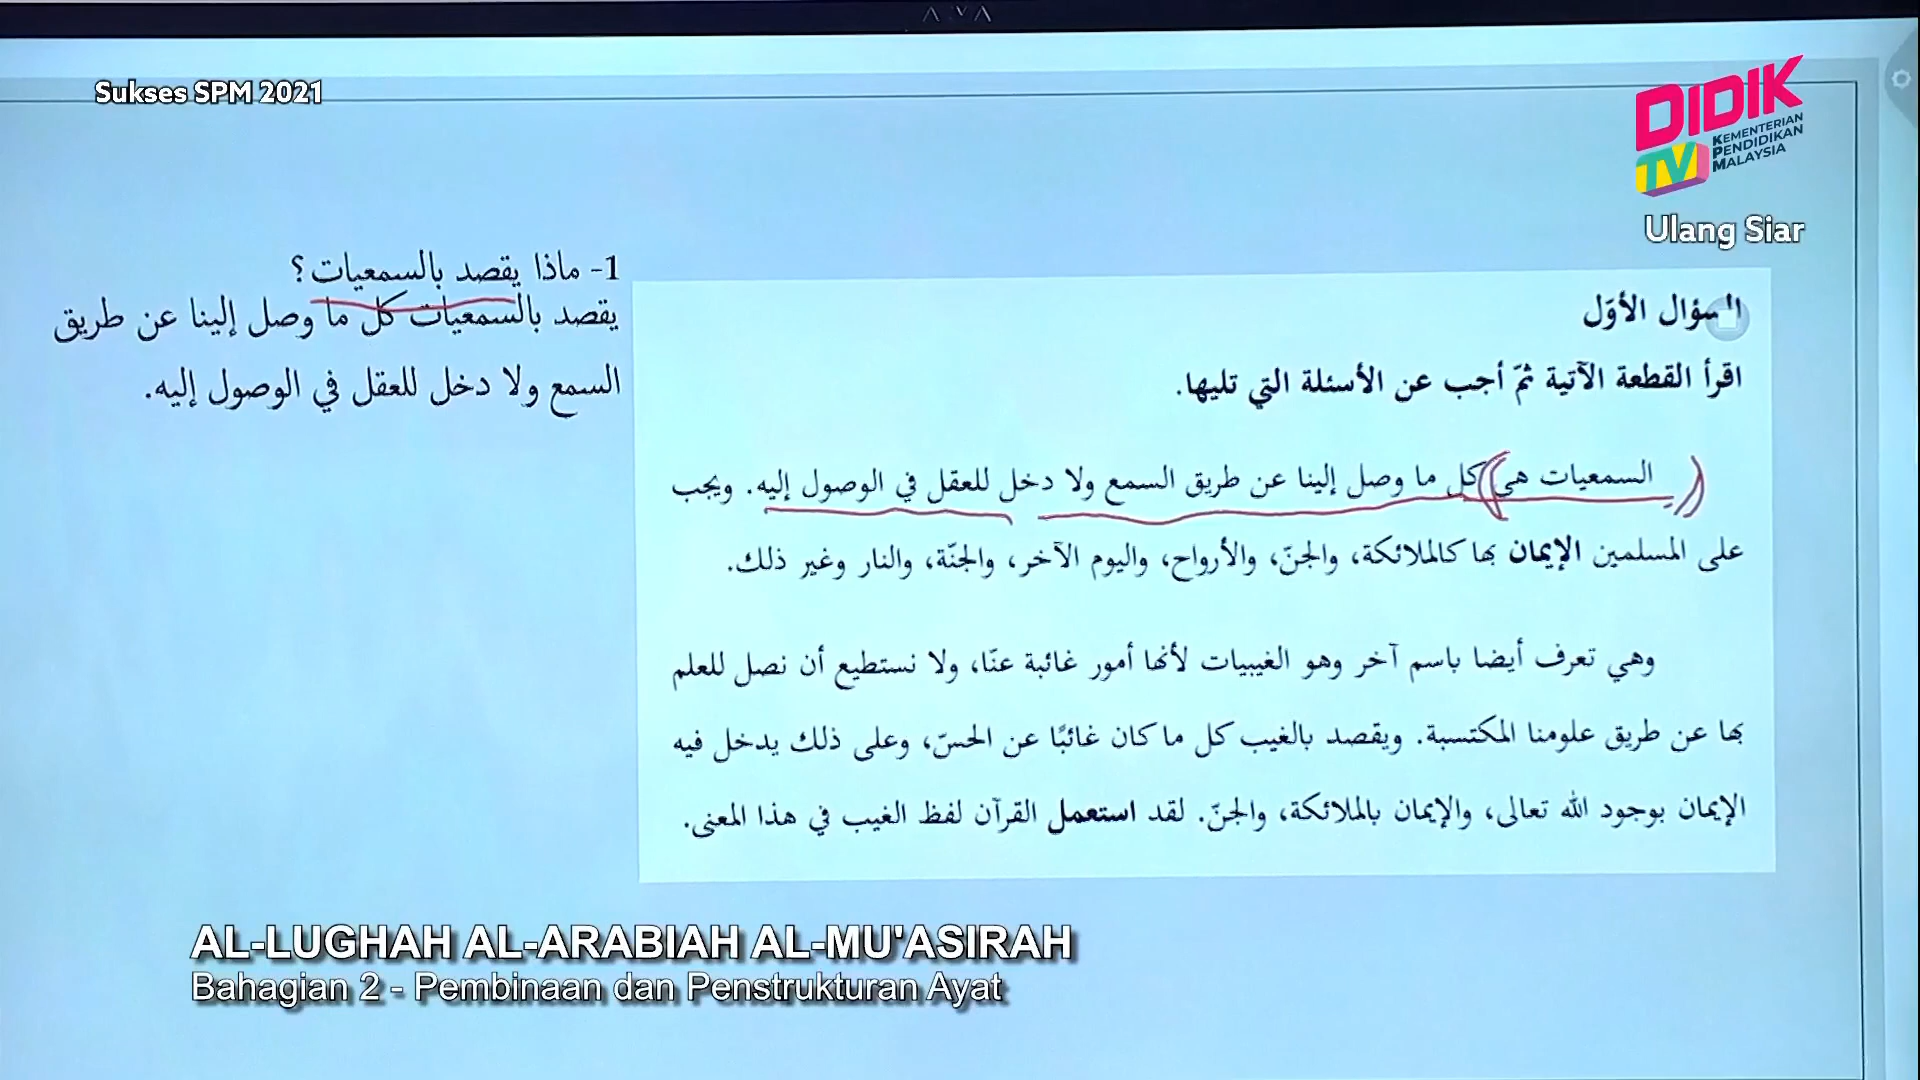 Sukses SPM 2021
DIDIK
TV
KEMENTERIAN
PENDIDIKAN
MALAYSIA
Ulang Siar
السؤال الأوّل
اقرأ القطعة الآتية ثمّ أجب عن الأسئلة التي تليها.
السمعيات هي كل ما وصل إلينا عن طريق السمع ولا دخل للعقل في الوصول إليه. ويجب
على المسلمين الإيمان بها كالملائكة، والجنّ، والأرواح، واليوم الآخر، والجنّة، والنار وغير ذلك.
وهي تعرف أيضا باسم آخر وهو الغيبيات لأنها أمور غائبة عنّا، ولا نستطيع أن نصل للعلم
بها عن طريق علومنا المكتسبة. ويقصد بالغيب كل ما كان غائبًا عن الحسّ، وعلى ذلك يدخل فيه
الإيمان بوجود الله تعالى، والإيمان بالملائكة، والجنّ. لقد استعمل القرآن لفظ الغيب في هذا المعنى.
1- ماذا يقصد بالسمعيات؟
يقصد بالسمعيات كل ما وصل إلينا عن طريق
السمع ولا دخل للعقل في الوصول إليه.
AL-LUGHAH AL-ARABIAH AL-MU'ASIRAH
Bahagian 2 - Pembinaan dan Penstrukturan Ayat